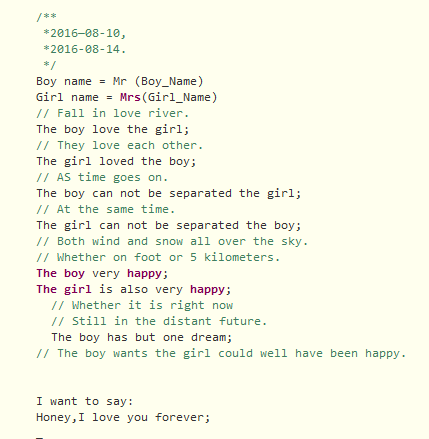 /**
 *2016—08-10,
 *2016-08-14.
 */
Boy name = Mr (Boy_Name)
Girl name = Mrs(Girl_Name)
// Fall in love river.
The boy love the girl;
// They love each other.
The girl loved the boy;
// AS time goes on.
The boy can not be separated the girl;
// At the same time.
The girl can not be separated the boy;
// Both wind and snow all over the sky.
// Whether on foot or 5 kilometers.
The boy very happy;
The girl is also very happy;
  // Whether it is right now
  // Still in the distant future.
  The boy has but one dream;
// The boy wants the girl could well have been happy.
I want to say:
Honey,I love you forever;
_